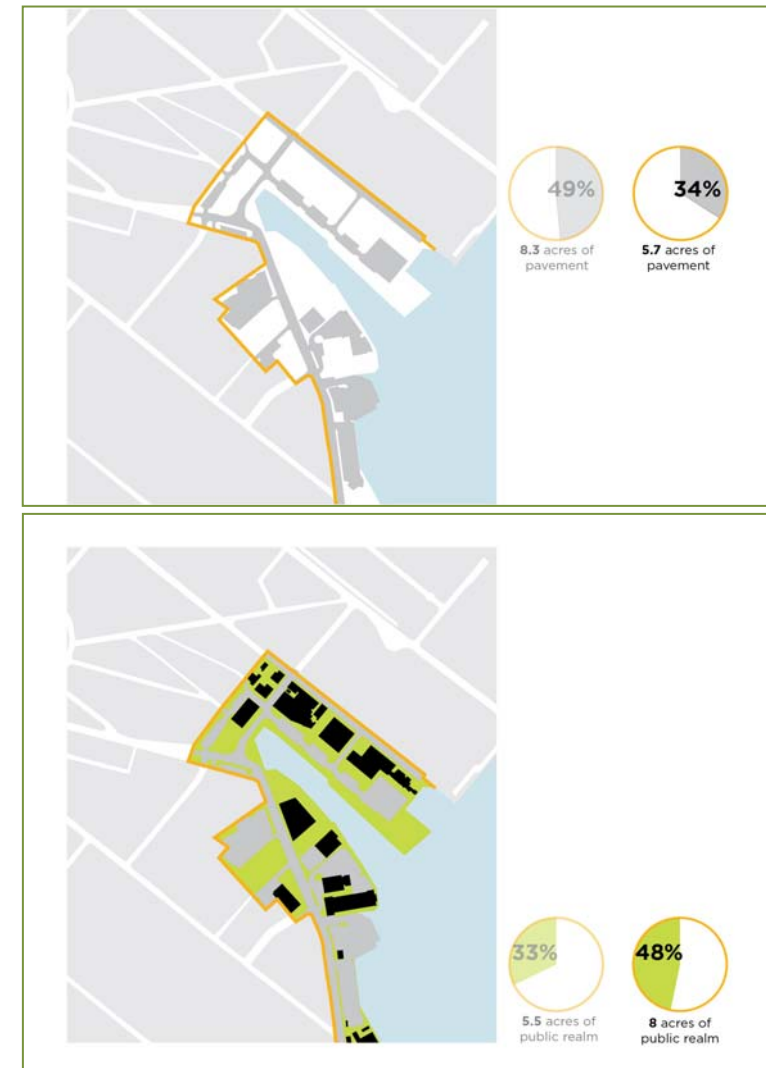 49%
8.3 acres of
pavement
34%
5.7 acres of
pavement
33%
5.5 acres of
public realm
48%
8 acres of
public realm